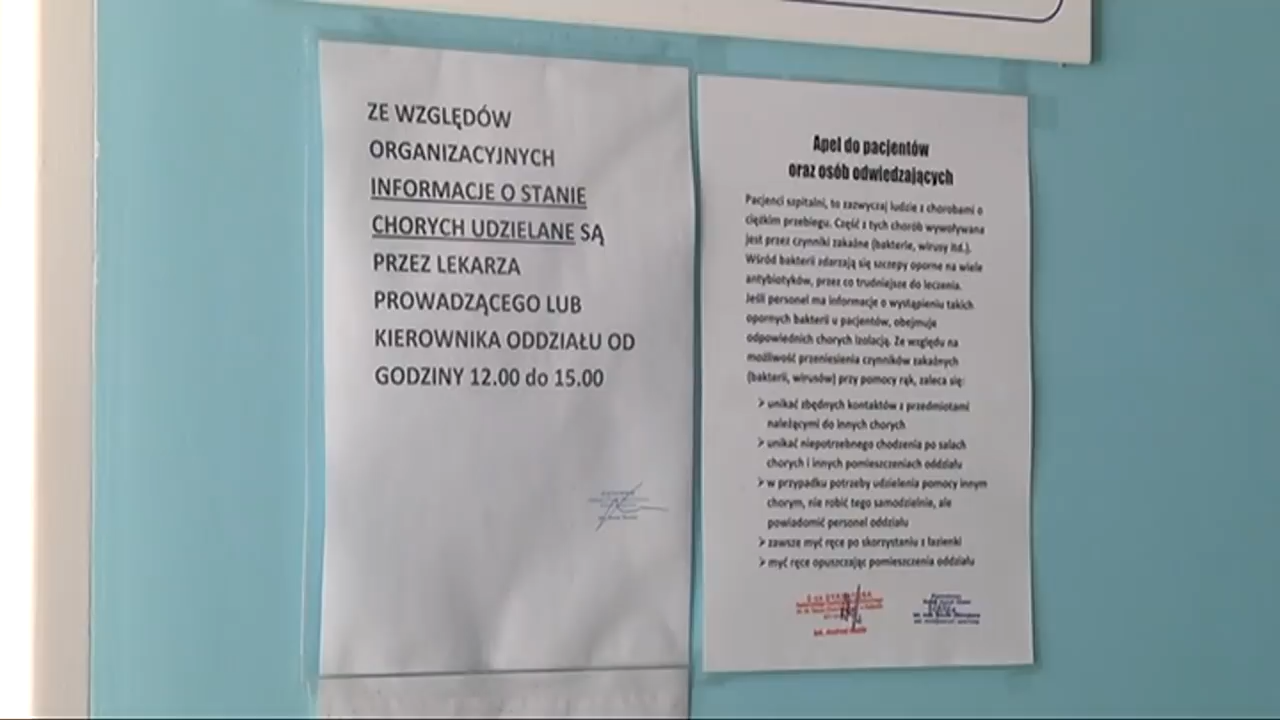 ZE WZGLĘDÓW
ORGANIZACYJNYCH
INFORMACJE O STANIE
CHORYCH UDZIELANE SĄ
PRZEZ LEKARZA
PROWADZĄCEGO LUB
KIEROWNIKA ODDZIAŁU OD
GODZINY 12.00 do 15.00
Apel do pacjentów
oraz osób odwiedzających
Pacjenci szpitalni, to zazwyczaj ludzie z chorobami o
ciężkim przebiegu. Część z tych chorób wywoływana
jest przez czynniki zakaźne (bakterie, wirusy itd.).
Wśród bakterii zdarzają się szczepy oporne na wiele
antybiotyków, przez co trudniejsze do leczenia.
Jeśli personel ma informacje o wystąpieniu takich
opornych bakterii u pacjentów, obejmuje
odpowiednich chorych izolacją. Ze względu na
możliwość przeniesienia czynników zakaźnych
(bakterii, wirusów) przy pomocy rąk, zaleca się:
➢ unikać zbędnych kontaktów z przedmiotami
należącymi do innych chorych
➢ unikać niepotrzebnego chodzenia po salach
chorych i innych pomieszczeniach oddziału
➢ w przypadku potrzeby udzielenia pomocy innym
chorym, nie robić tego samodzielnie, ale
powiadomić personel oddziału
➢ zawsze myć ręce po skorzystaniu z łazienki
➢ myć ręce opuszczając pomieszczenia oddziału